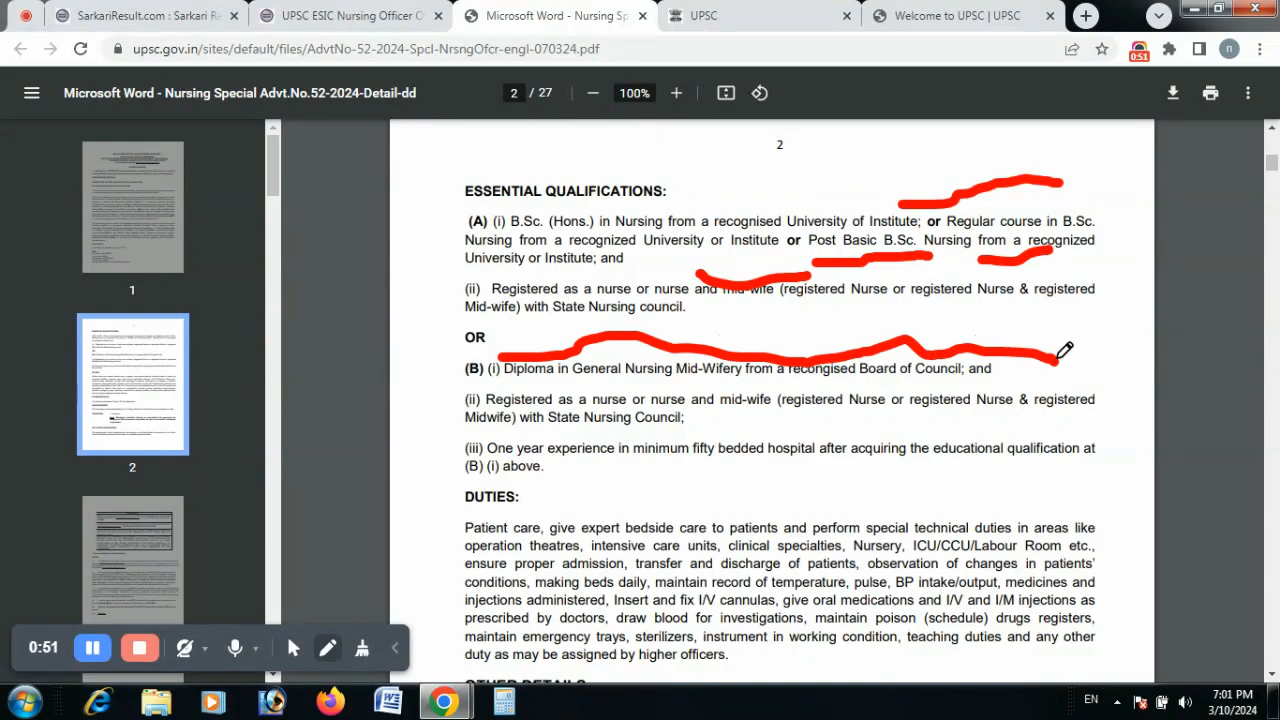 SarkariResult.com : Sarkari Resu
UPSC ESIC Nursing Officer O
Microsoft Word - Nursing Sp
UPSC
Welcome to UPSC | UPSC
upsc.gov.in/sites/default/files/AdvtNo-52-2024-Spcl-NrsngOfcr-engl-070324.pdf
0:51
n
Microsoft Word - Nursing Special Advt.No.52-2024-Detail-dd
2 / 27
100%
1
2
2
ESSENTIAL QUALIFICATIONS:
(A) (i) B.Sc. (Hons.) in Nursing from a recognised University of Institute; or Regular course in B.Sc.
Nursing from a recognized University or Institute or Post Basic B.Sc. Nursing from a recognized
University or Institute; and
(ii) Registered as a nurse or nurse and mid-wife (registered Nurse or registered Nurse & registered
Mid-wife) with State Nursing council.
OR
(B) (i) Diploma in General Nursing Mid-Wifery from a recongised Board of Council; and
(ii) Registered as a nurse or nurse and mid-wife (registered Nurse or registered Nurse & registered
Midwife) with State Nursing Council;
(iii) One year experience in minimum fifty bedded hospital after acquiring the educational qualification at
(B) (i) above.
DUTIES:
Patient care, give expert bedside care to patients and perform special technical duties in areas like
operation theatres, intensive care units, clinical specialties, Nursery, ICU/CCU/Labour Room etc.,
ensure proper admission, transfer and discharge of patients, observation of changes in patients'
conditions, making beds daily, maintain record of temperature, pulse, BP intake/output, medicines and
injections administered, Insert and fix I/V cannulas, give oral medications and I/V and I/M injections as
prescribed by doctors, draw blood for investigations, maintain poison (schedule) drugs registers,
maintain emergency trays, sterilizers, instrument in working condition, teaching duties and any other
duty as may be assigned by higher officers.
OTHER DETAILS
0:51
EN
7:01 PM
3/10/2024